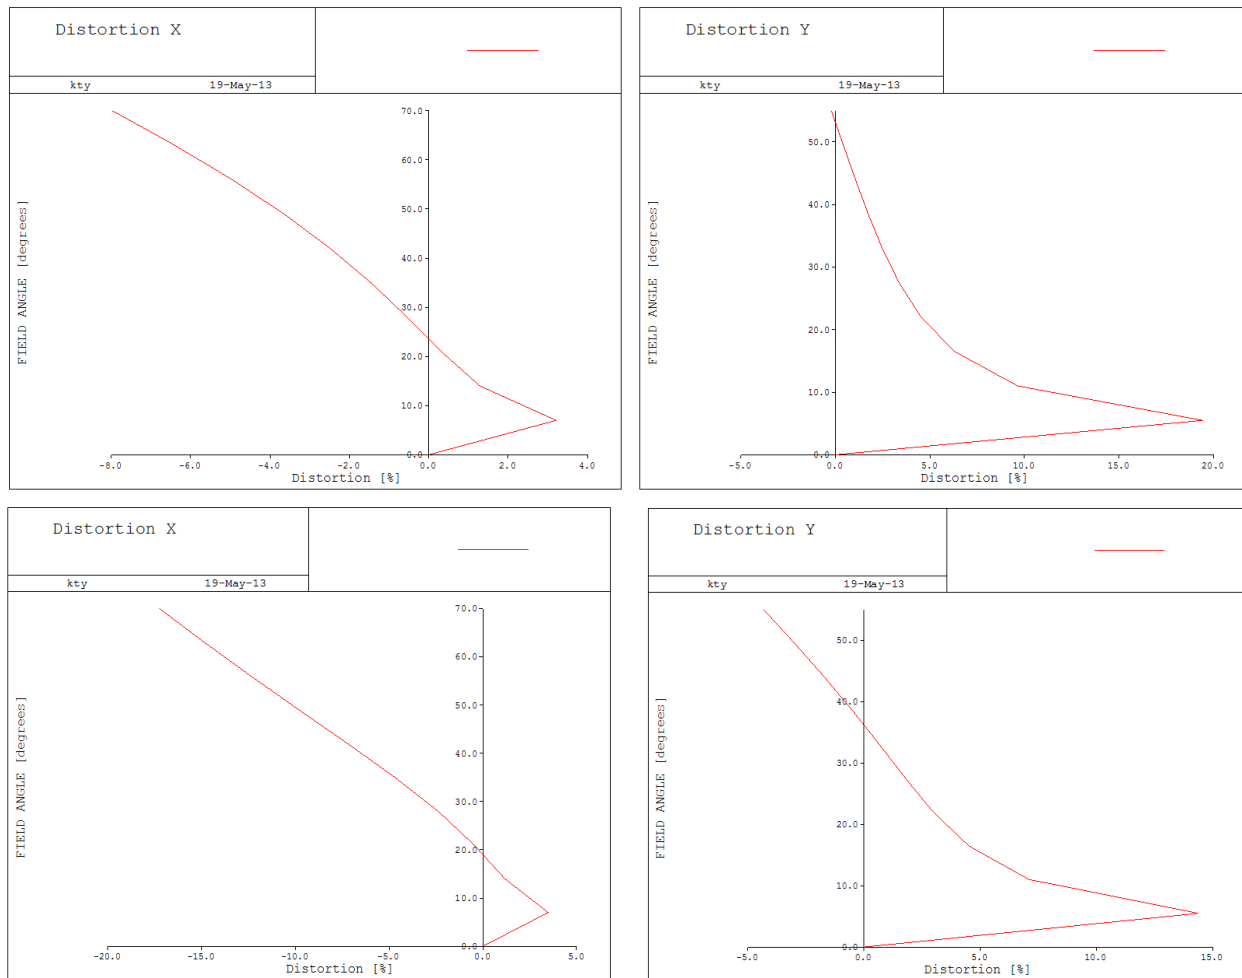 Distortion X
kty 19-May-13
70.0
60.0
50.0
40.0
30.0
20.0
10.0
0.0
FIELD ANGLE [degrees]
-8.0 -6.0 -4.0 -2.0 0.0 2.0 4.0
Distortion [%]
Distortion Y
kty 19-May-13
50.0
40.0
30.0
20.0
10.0
0.0
FIELD ANGLE [degrees]
-5.0 0.0 5.0 10.0 15.0 20.0
Distortion [%]
Distortion X
kty 19-May-13
70.0
60.0
50.0
40.0
30.0
20.0
10.0
0.0
FIELD ANGLE [degrees]
-20.0 -15.0 -10.0 -5.0 0.0 5.0
Distortion [%]
Distortion Y
kty 19-May-13
50.0
40.0
30.0
20.0
10.0
0.0
FIELD ANGLE [degrees]
-5.0 0.0 5.0 10.0 15.0
Distortion [%]